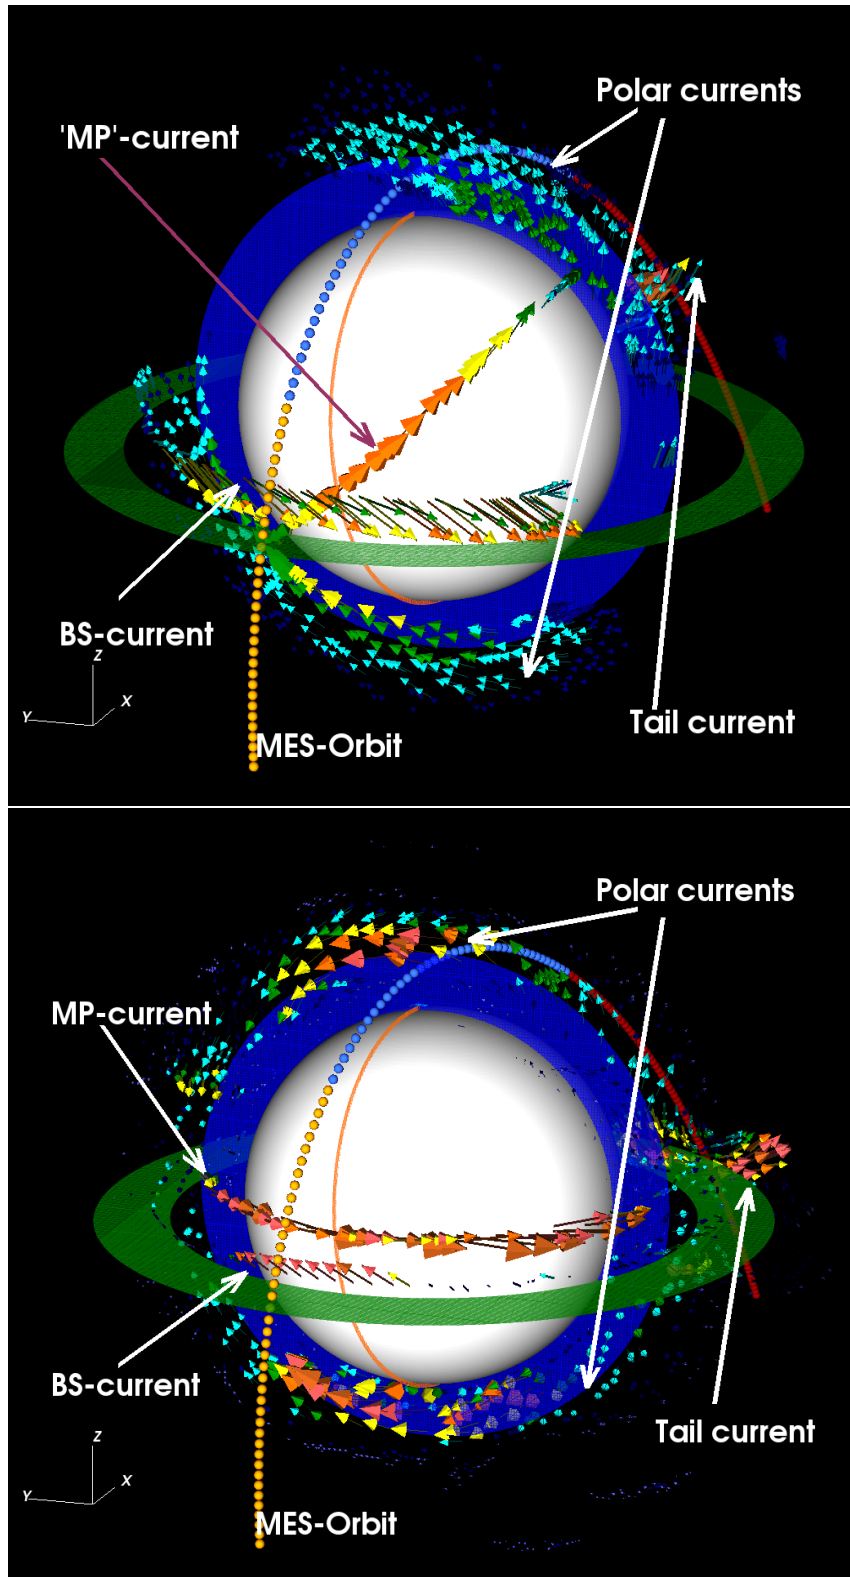 Polar currents
'MP'-current
BS-current
Z
X
Y
Tail current
MES-Orbit
Polar currents
MP-current
BS-current
Tail current
Z
X
Y
MES-Orbit